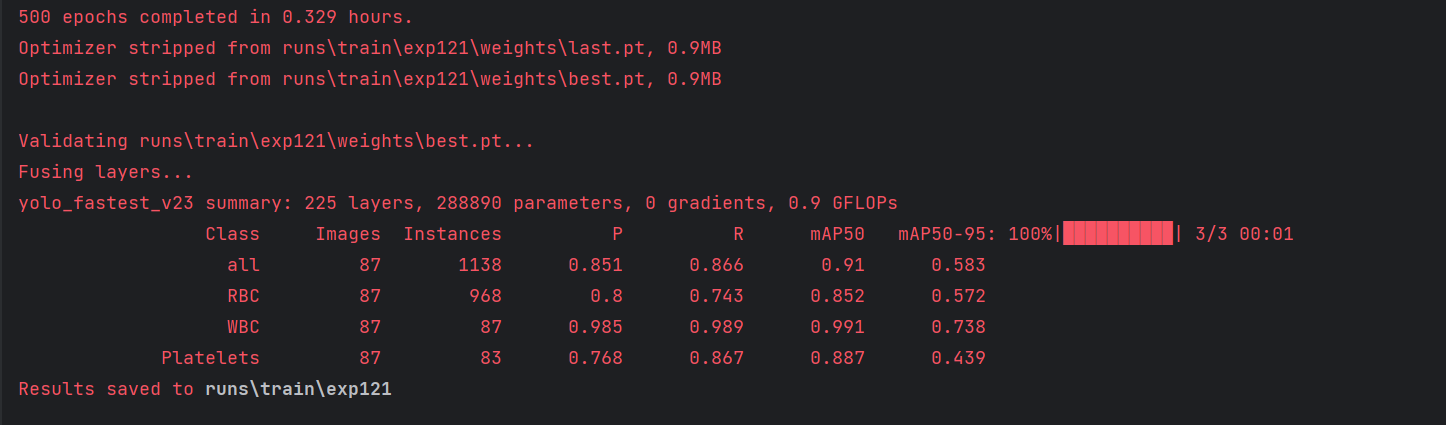 500 epochs completed in 0.329 hours.
Optimizer stripped from runs\train\exp121\weights\last.pt, 0.9MB
Optimizer stripped from runs\train\exp121\weights\best.pt, 0.9MB
Validating runs\train\exp121\weights\best.pt...
Fusing layers...
yolo_fastest_v23 summary: 225 layers, 288890 parameters, 0 gradients, 0.9 GFLOPs
Class Images Instances P R mAP50 mAP50-95: 100%|██████████| 3/3 00:01
all 87 1138 0.851 0.866 0.91 0.583
RBC 87 968 0.8 0.743 0.852 0.572
WBC 87 87 0.985 0.989 0.991 0.738
Platelets 87 83 0.768 0.867 0.887 0.439
Results saved to runs\train\exp121